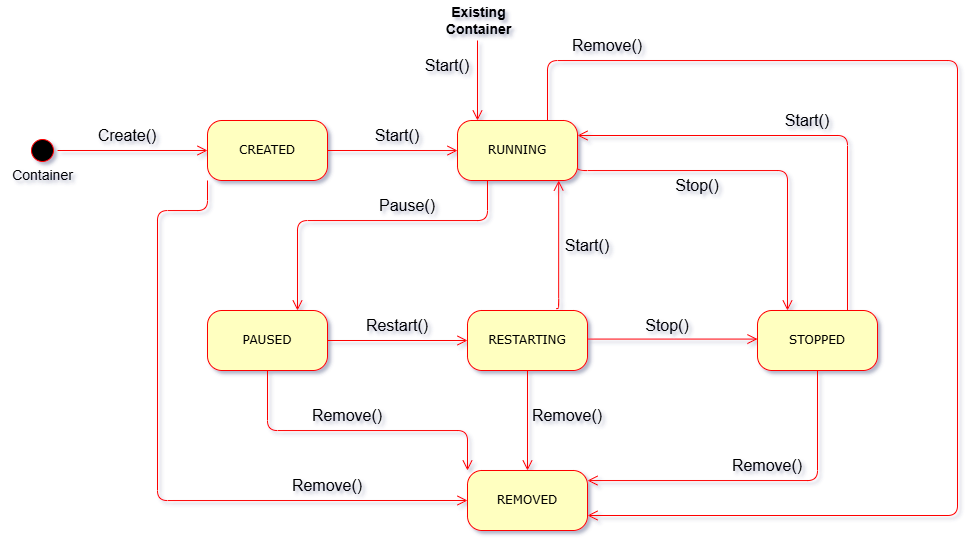 Existing
Container
Start()
Remove()
Create()
Start()
Start()
CREATED
RUNNING
Container
Stop()
Pause()
Start()
PAUSED
Restart()
RESTARTING
Stop()
STOPPED
Remove()
Remove()
Remove()
Remove()
REMOVED